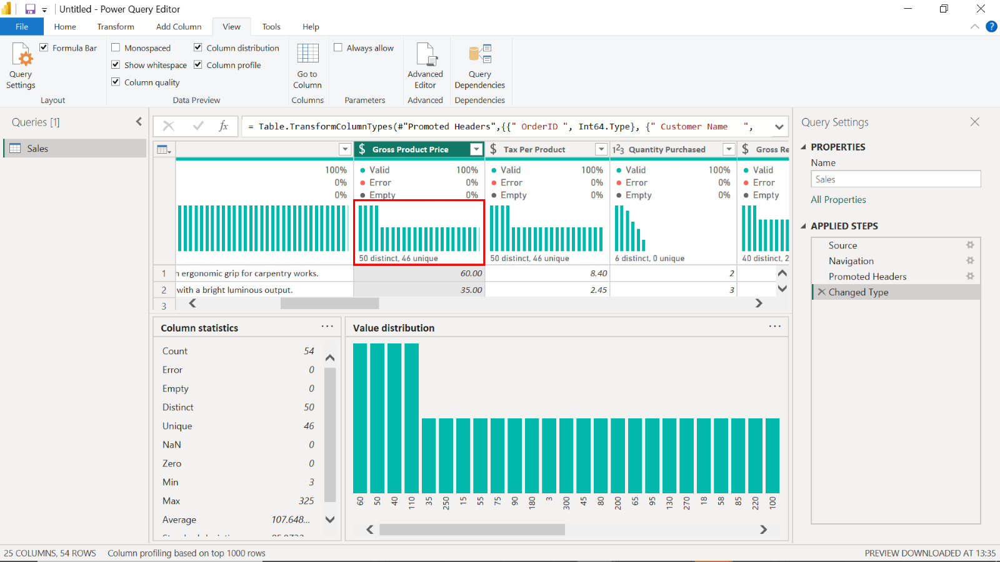 Untitled - Power Query Editor
File Home Transform Add Column View Tools Help
Query Settings
Formula Bar
Layout
Monospaced
Show whitespace
Column quality
Column distribution
Column profile
Data Preview
Go to Column
Columns
Always allow
Parameters
Advanced Editor
Advanced
Query Dependencies
Dependencies
Queries [1]
Sales
fx
= Table.TransformColumnTypes(#"Promoted Headers",{{" OrderID ", Int64.Type}, {" Customer Name   ",
$ Gross Product Price $ Tax Per Product 123 Quantity Purchased $ Gross Re
100% Valid 100% Valid 100% Valid 100% Valid
0% Error 0% Error 0% Error 0% Error
0% Empty 0% Empty 0% Empty 0% Empty
50 distinct, 46 unique 50 distinct, 46 unique 6 distinct, 0 unique 40 distinct, 2
1 ergonomic grip for carpentry works. 60.00 8.40 2
2 with a bright luminous output. 35.00 2.45 3
3
Column statistics ...
Count 54
Error 0
Empty 0
Distinct 50
Unique 46
NaN 0
Zero 0
Min 3
Max 325
Average 107.648...
Value distribution ...
60 50 40 110 35 250 15 55 75 90 180 3 300 45 80 200 65 95 130 270 18 58 85 220 100
Query Settings
PROPERTIES
Name
Sales
All Properties
APPLIED STEPS
Source
Navigation
Promoted Headers
Changed Type
25 COLUMNS, 54 ROWS Column profiling based on top 1000 rows PREVIEW DOWNLOADED AT 13:35